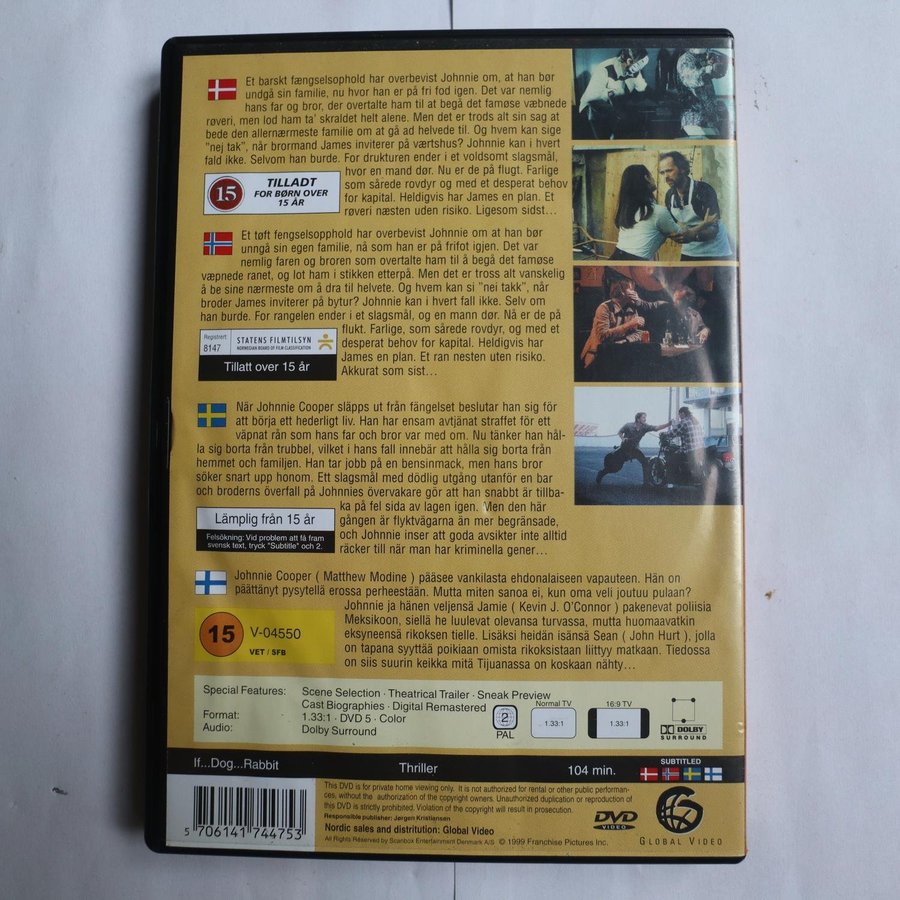 Et barskt fængselsophold har overbevist Johnnie om, at han bør
undgå sin familie, nu hvor han er på fri fod igen. Det var nemlig
hans far og bror, der overtalte ham til at begå det famøse væbnede
røveri, men lod ham ta' skraldet helt alene. Men det er trods alt sin sag at
bede den allernærmeste familie om at gå ad helvede til. Og hvem kan sige
"nej tak", når brormand James inviterer på værtshus? Johnnie kan i hvert
fald ikke. Selvom han burde. For drukturen ender i et voldsomt slagsmål,
hvor en mand dør. Nu er de på flugt. Farlige
som sårede rovdyr og med et desperat behov
for kapital. Heldigvis har James en plan. Et
røveri næsten uden risiko. Ligesom sidst...
15
TILLADT
FOR BØRN OVER
15 ÅR
Et tøft fengselsopphold har overbevist Johnnie om at han bør
unngå sin egen familie, nå som han er på frifot igjen. Det var
nemlig faren og broren som overtalte ham til å begå det famøse
væpnede ranet, og lot ham i stikken etterpå. Men det er tross alt vanskelig
å be sine nærmeste om å dra til helvete. Og hvem kan si "nei takk", når
broder James inviterer på bytur? Johnnie kan i hvert fall ikke. Selv om
han burde. For rangelen ender i et slagsmål, og en mann dør. Nå er de på
flukt. Farlige, som sårede rovdyr, og med et
desperat behov for kapital. Heldigvis har
James en plan. Et ran nesten uten risiko.
Akkurat som sist...
Registrert:
8147
STATENS FILMTILSYN
NORWEGIAN BOARD OF FILM CLASSIFICATION
Tillatt over 15 år
När Johnnie Cooper släpps ut från fängelset beslutar han sig för
att börja ett hederligt liv. Han har ensam avtjänat straffet för ett
väpnat rån som hans far och bror var med om. Nu tänker han hål-
la sig borta från trubbel, vilket i hans fall innebär att hålla sig borta från
hemmet och familjen. Han tar jobb på en bensinmack, men hans bror
söker snart upp honom. Ett slagsmål med dödlig utgång utanför en bar
och broderns överfall på Johnnies övervakare gör att han snabbt är tillba-
ka på fel sida av lagen igen. Men den här
gången är flyktvägarna än mer begränsade,
och Johnnie inser att goda avsikter inte alltid
räcker till när man har kriminella gener...
Lämplig från 15 år
Felsökning: Vid problem att få fram
svensk text, tryck "Subtitle" och 2.
Johnnie Cooper ( Matthew Modine ) pääsee vankilasta ehdonalaiseen vapauteen. Hän on
päättänyt pysytellä erossa perheestään. Mutta miten sanoa ei, kun oma veli joutuu pulaan?
Johnnie ja hänen veljensä Jamie ( Kevin J. O'Connor ) pakenevat poliisia
Meksikoon, siellä he luulevat olevansa turvassa, mutta huomaavatkin
eksyneensä rikoksen tielle. Lisäksi heidän isänsä Sean ( John Hurt ), jolla
on tapana syyttää poikiaan omista rikoksistaan liittyy matkaan. Tiedossa
on siis suurin keikka mitä Tijuanassa on koskaan nähty...
15
V-04550
VET / SFB
Special Features: Scene Selection · Theatrical Trailer · Sneak Preview
Cast Biographies · Digital Remastered
Format: 1.33:1 · DVD 5 · Color
Audio: Dolby Surround
2
PAL
Normal TV
1.33:1
16:9 TV
1.33:1
DOLBY
SURROUND
If...Dog...Rabbit Thriller 104 min.
SUBTITLED
5 706141 744753
This DVD is for private home viewing only. It is not authorized for rental or other public performan-
ces, without the authorization of the copyright owners. Unauthorized duplication or reproduction of
this DVD is strictly prohibited. Violation of the copyright will result in prosecution.
Responsible publisher: Jørgen Kristiansen
Nordic sales and distritution: Global Video
All Rights Reserved by Scanbox Entertainment Denmark A/S © 1999 Franchise Pictures Inc.
DVD
VIDEO
GLOBAL VIDEO